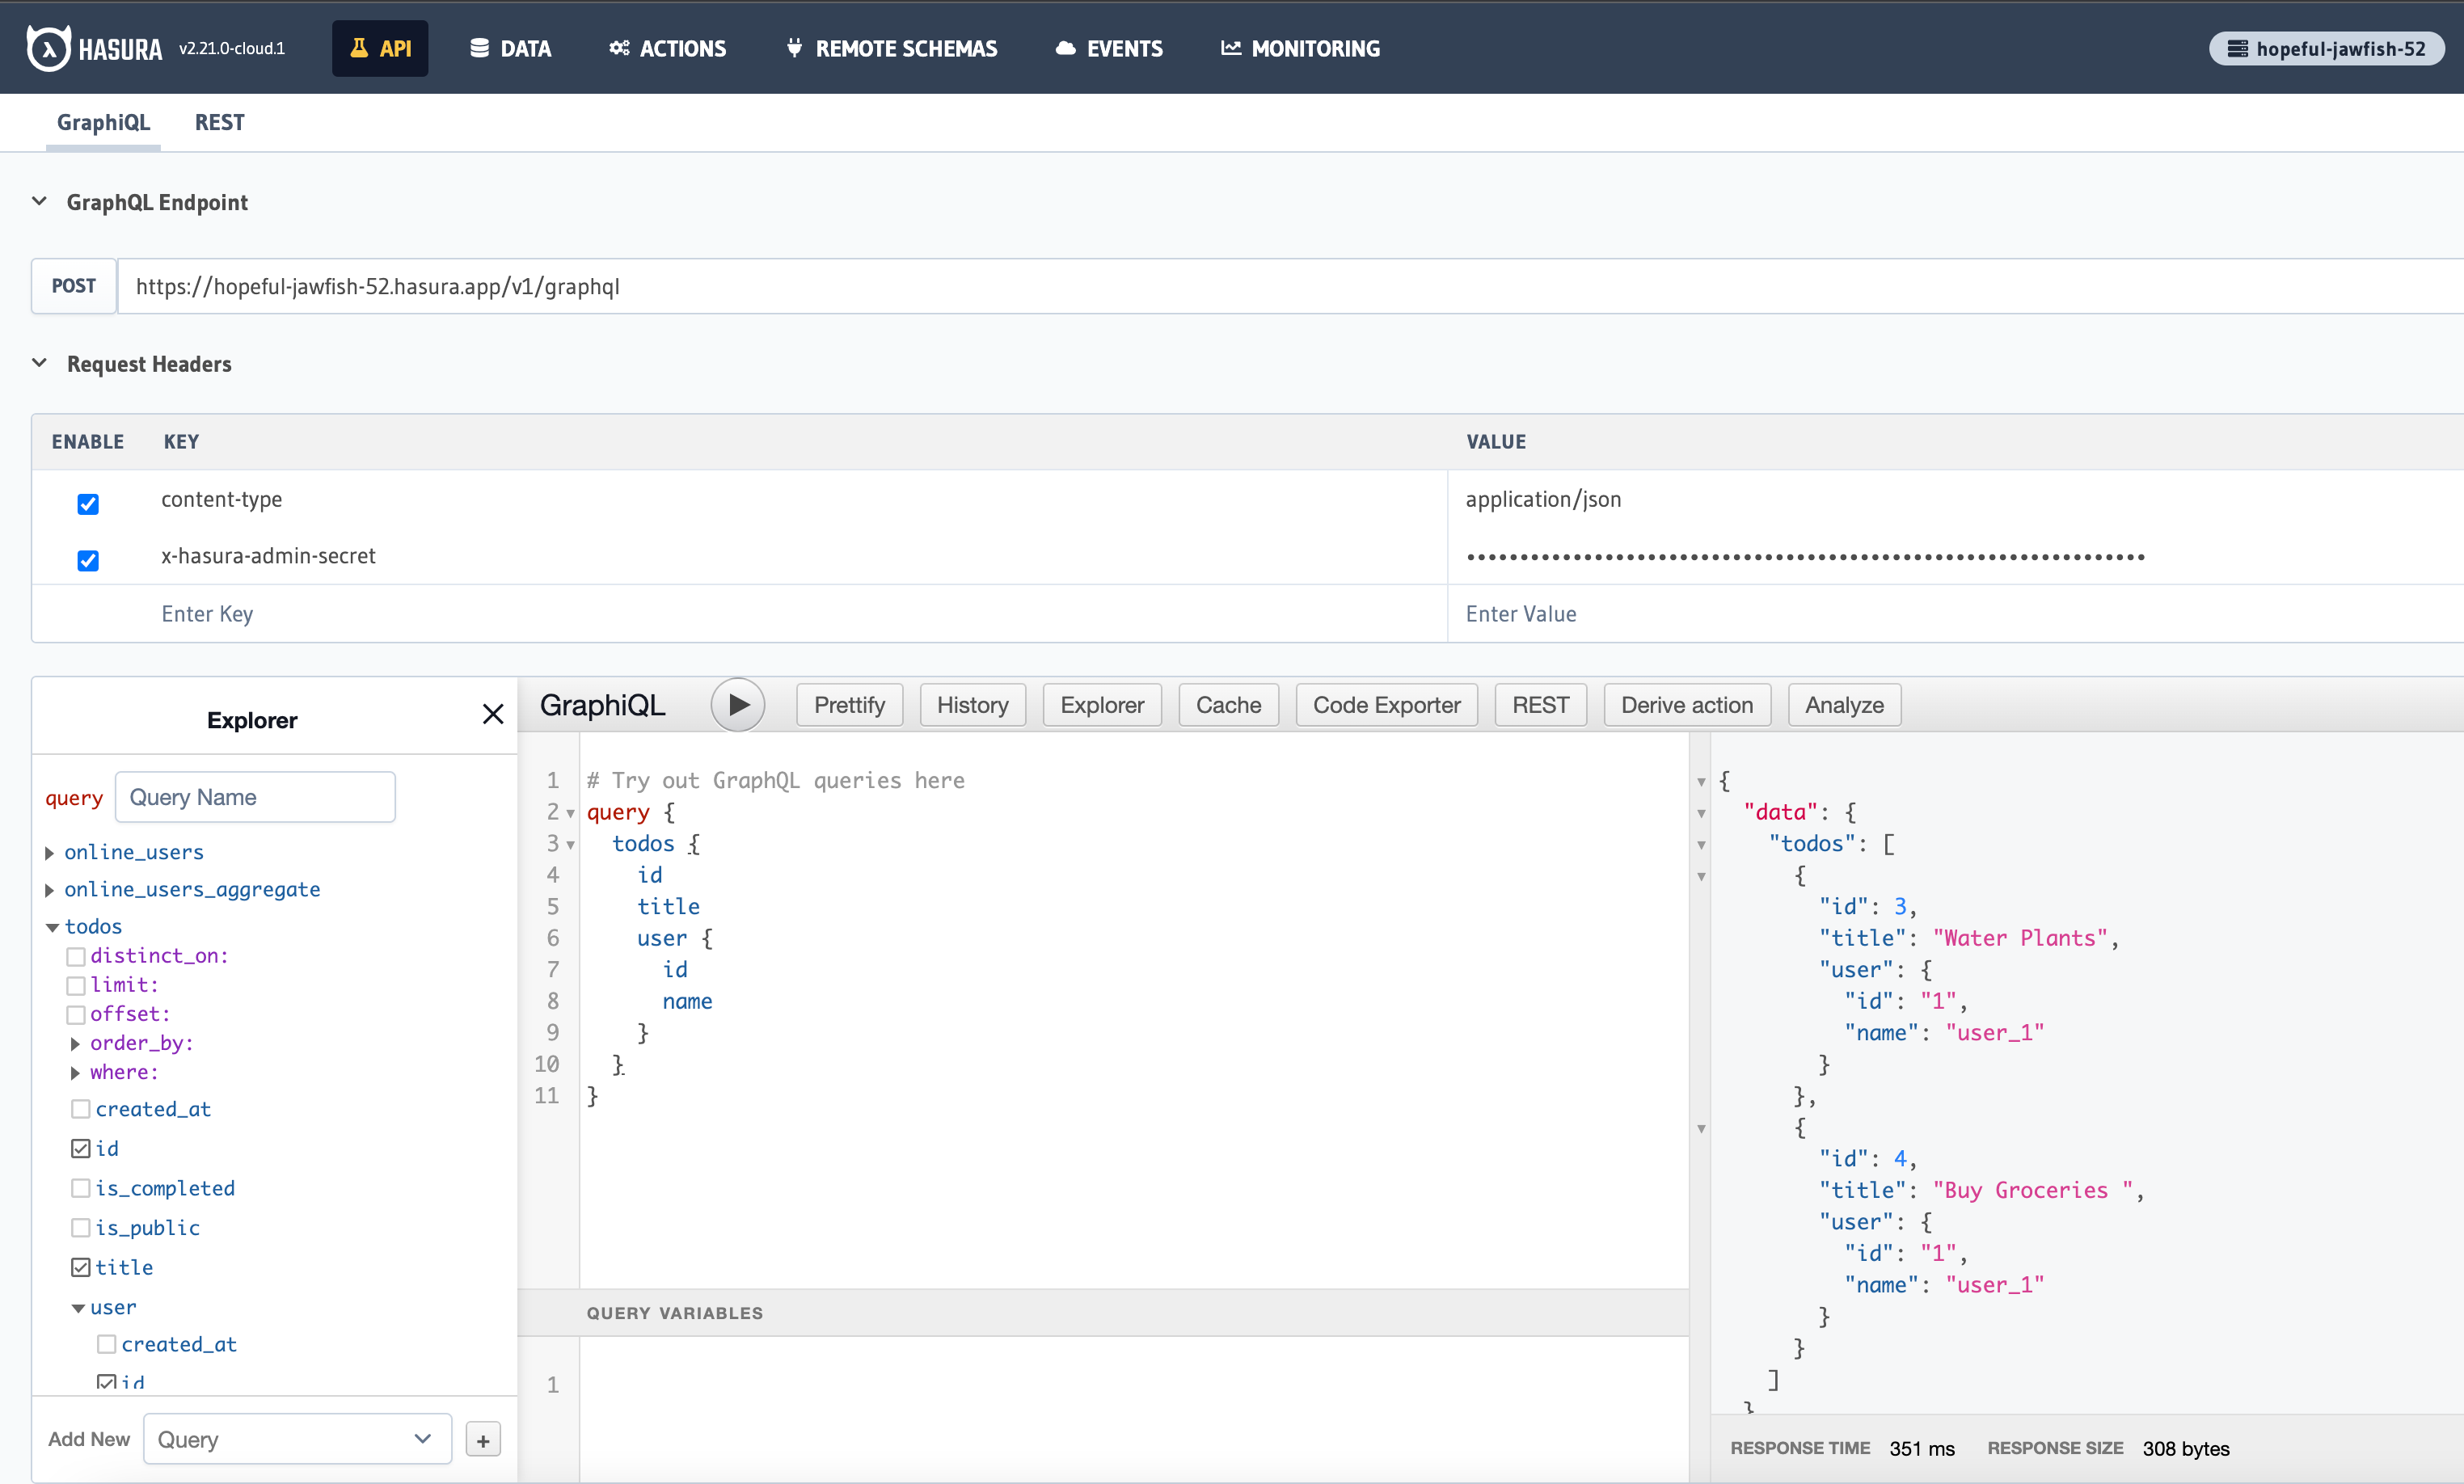 HASURA v2.21.0-cloud.1 API DATA ACTIONS REMOTE SCHEMAS EVENTS MONITORING hopeful-jawfish-52
GraphiQL REST
GraphQL Endpoint
POST https://hopeful-jawfish-52.hasura.app/v1/graphql
Request Headers
ENABLE KEY VALUE
content-type application/json
x-hasura-admin-secret ••••••••••••••••••••••••••••••••••••••••••••••••••••••••••••••••
Enter Key Enter Value
Explorer
query Query Name
online_users
online_users_aggregate
todos
distinct_on:
limit:
offset:
order_by:
where:
created_at
id
is_completed
is_public
title
user
created_at
id
Add New Query +
GraphiQL Prettify History Explorer Cache Code Exporter REST Derive action Analyze
1 # Try out GraphQL queries here
2 query {
3 todos {
4 id
5 title
6 user {
7 id
8 name
9 }
10 }
11 }
QUERY VARIABLES
1
{
"data": {
"todos": [
{
"id": 3,
"title": "Water Plants",
"user": {
"id": "1",
"name": "user_1"
}
},
{
"id": 4,
"title": "Buy Groceries ",
"user": {
"id": "1",
"name": "user_1"
}
}
]
}
RESPONSE TIME 351 ms RESPONSE SIZE 308 bytes